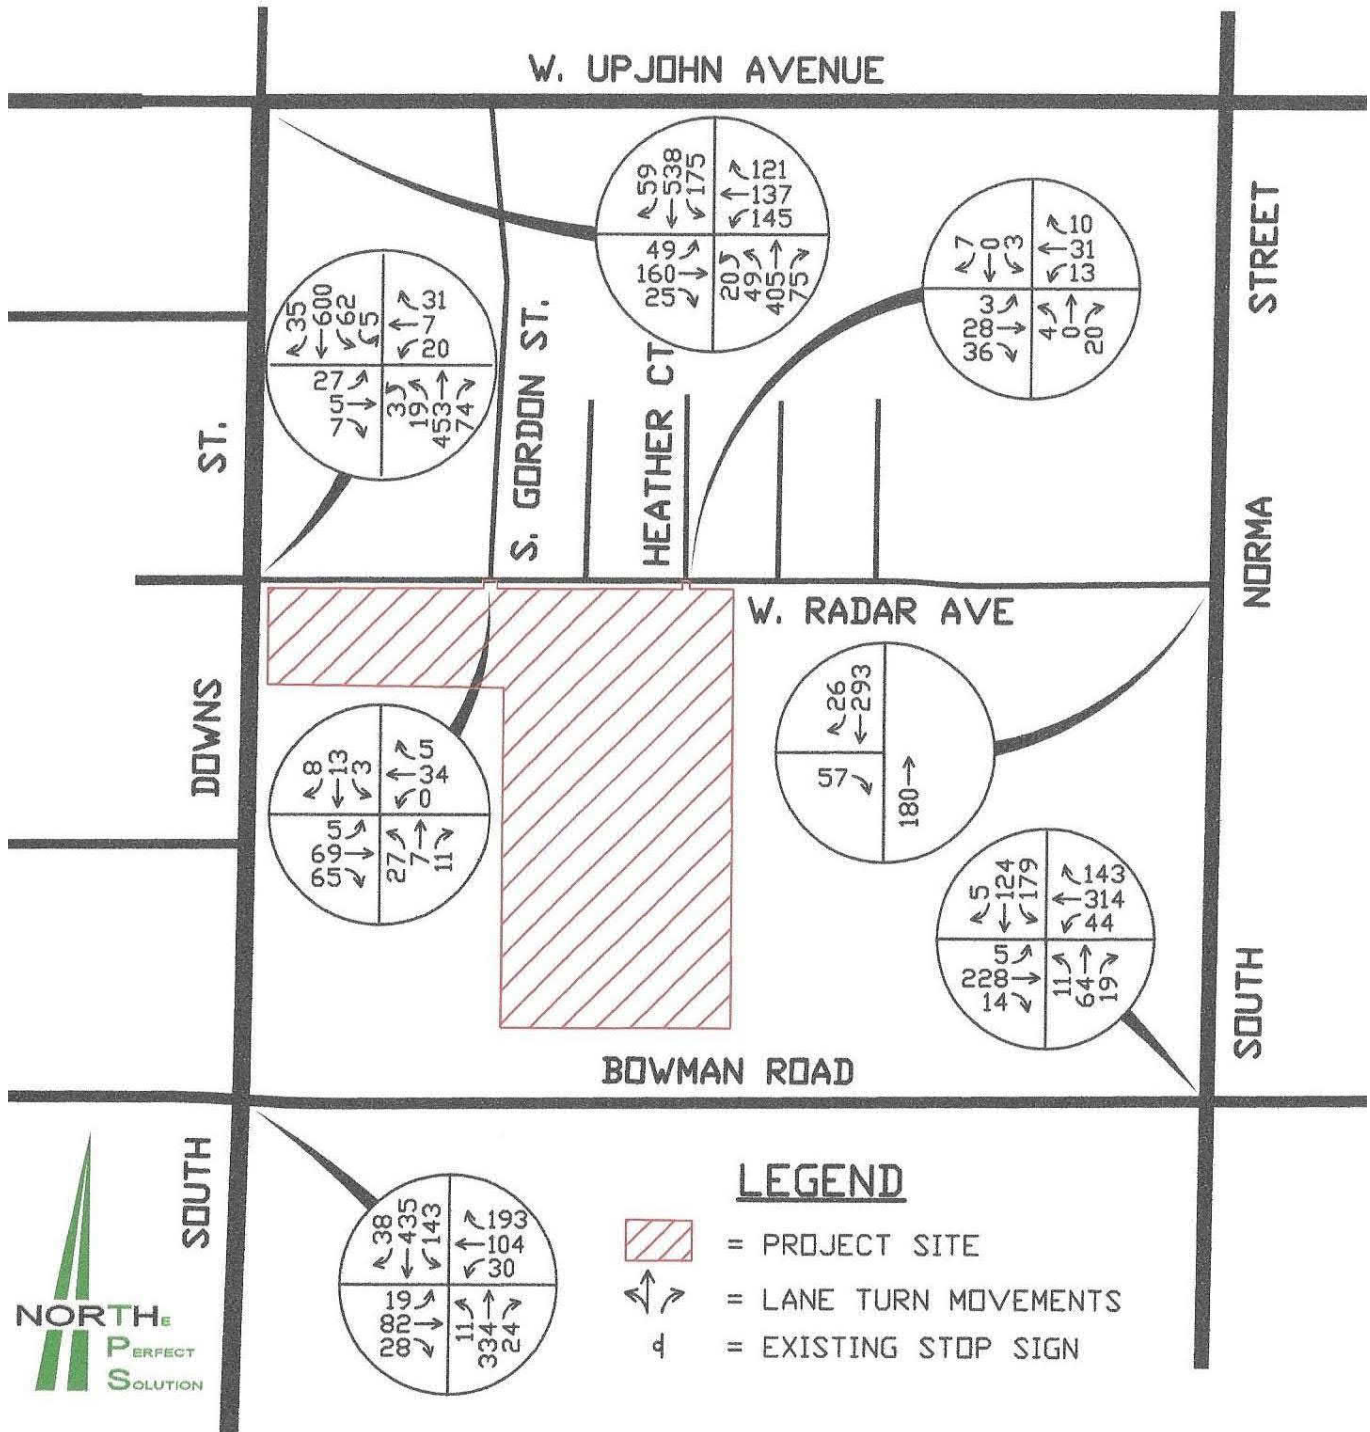 W. UPJOHN AVENUE
59 538 175
121
137
145
49
160
25
20 49 405 75
7 0 3
10
31
13
3
28
36
4 0 20
STREET
35 600 62 5
31
7
20
27
5
7
3 19 453 74
ST.
S. GORDON ST.
HEATHER CT
NORMA
W. RADAR AVE
DOWNS
26 293
57
180
8 13 3
5
34
0
5
69
65
27 7 11
5 124 179
143
314
44
5
228
14
11 64 19
SOUTH
BOWMAN ROAD
SOUTH
38 435 143
193
104
30
19
82
28
11 334 24
LEGEND
= PROJECT SITE
= LANE TURN MOVEMENTS
= EXISTING STOP SIGN
NORTHE
PERFECT
SOLUTION